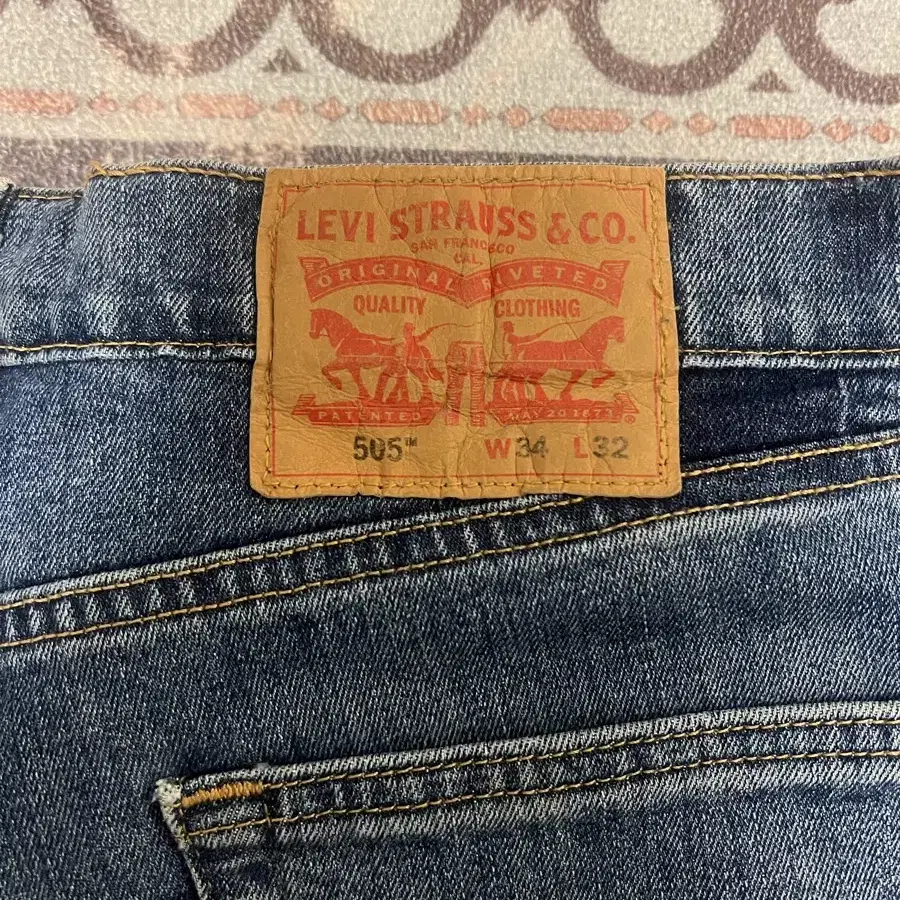 LEVI STRAUSS & CO.
SAN FRANCISCO
CAL.
ORIGINAL RIVETED
QUALITY CLOTHING
PATENTED MAY 20 1873 ®
505™ W34 L32